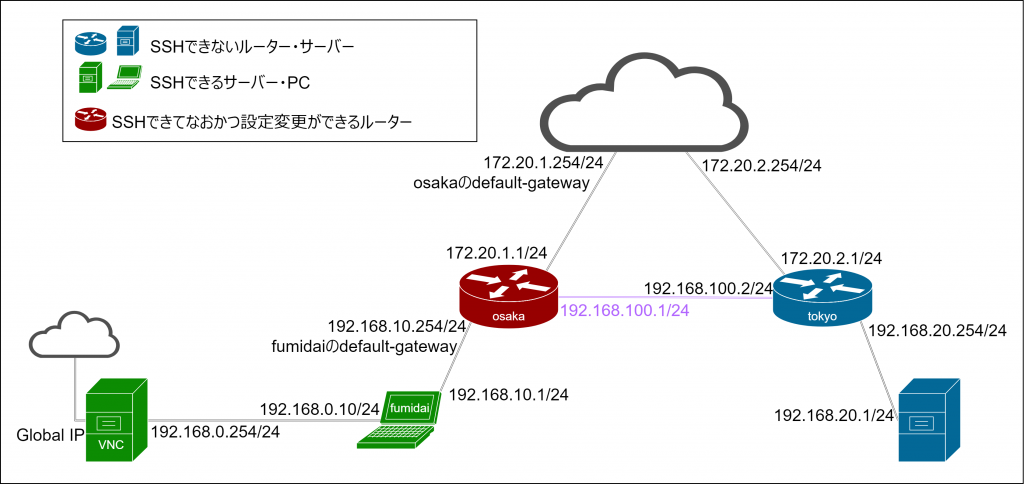 SSHできないルーター・サーバー
SSHできるサーバー・PC
SSHできてなおかつ設定変更ができるルーター
172.20.1.254/24
osakaのdefault-gateway
172.20.2.254/24
172.20.1.1/24
172.20.2.1/24
osaka
192.168.100.2/24
192.168.100.1/24
tokyo
192.168.10.254/24
fumidaiのdefault-gateway
192.168.20.254/24
192.168.10.1/24
192.168.0.10/24
fumidai
192.168.20.1/24
Global IP
VNC
192.168.0.254/24